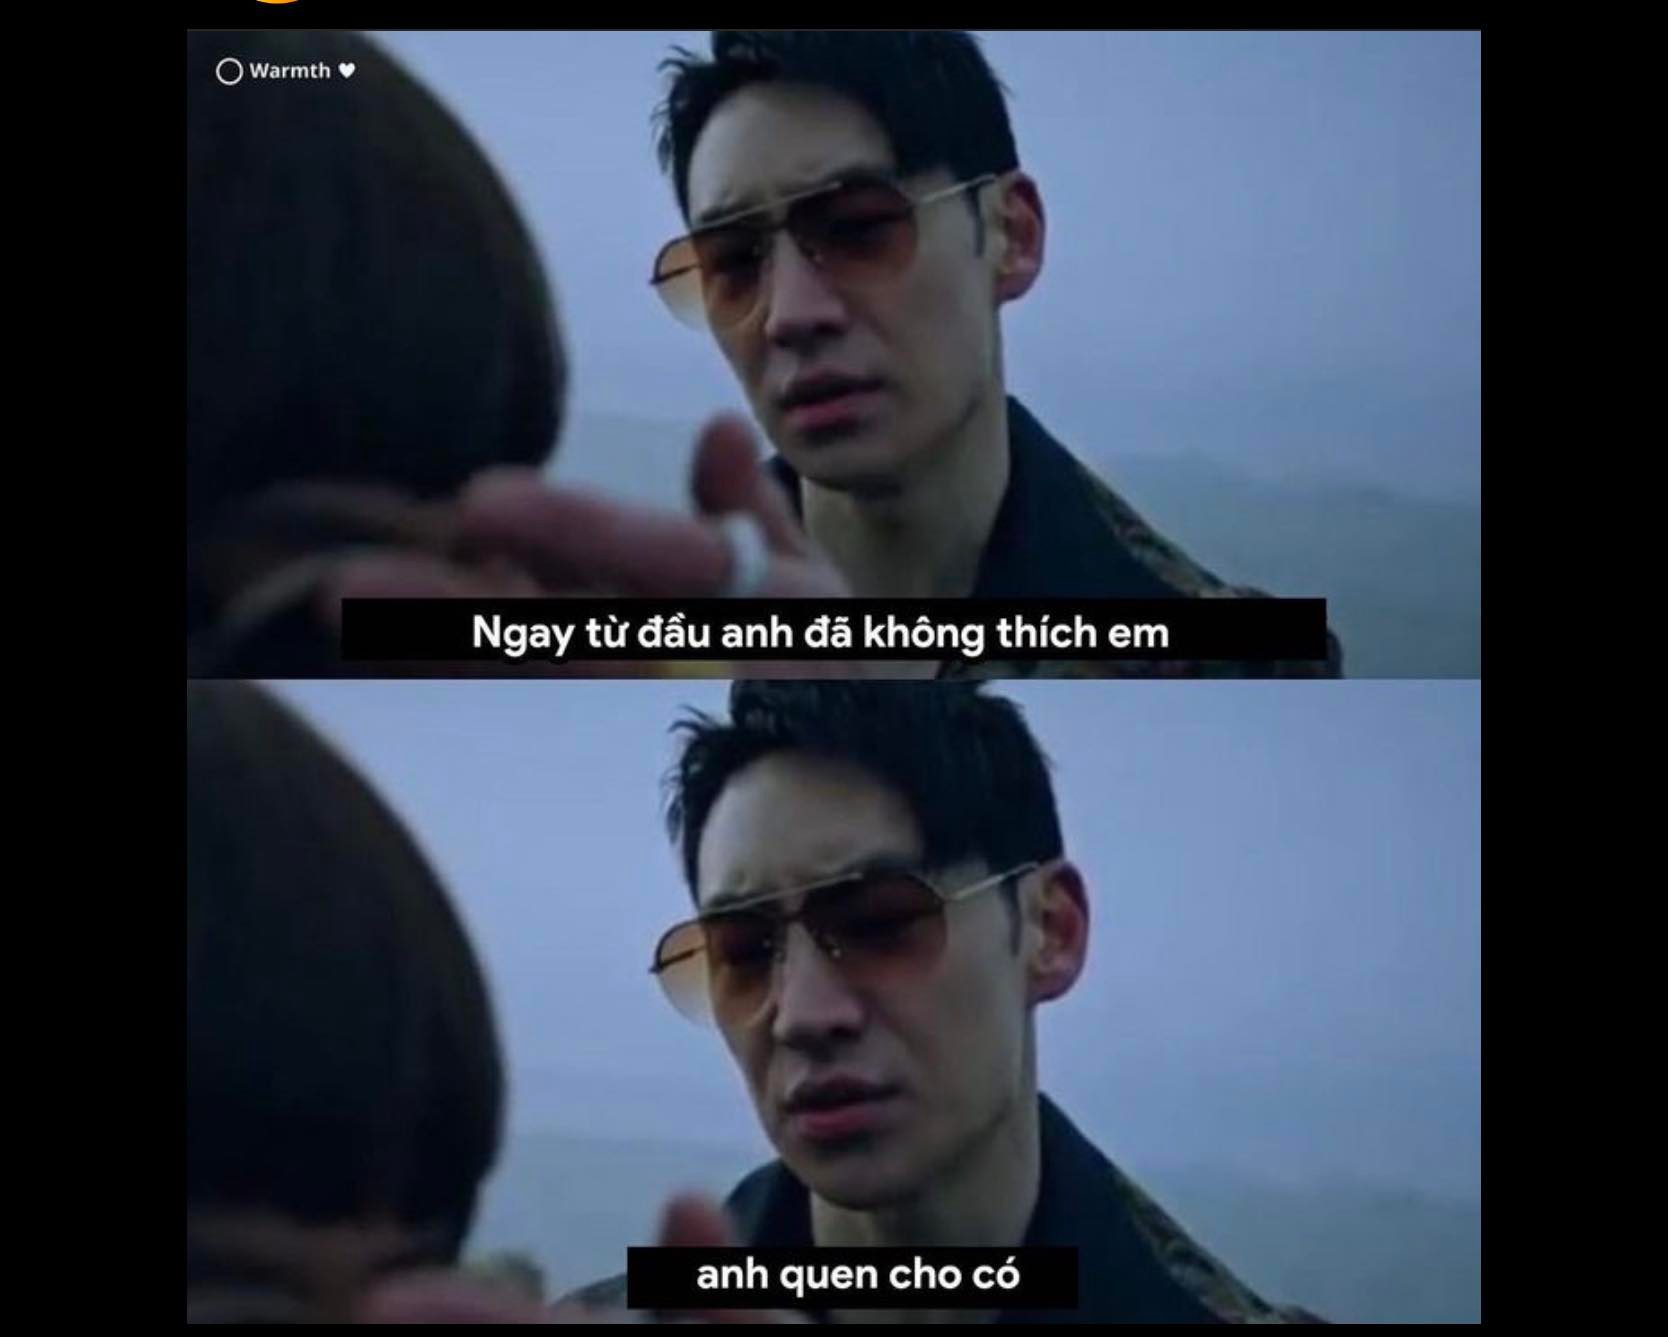 Warmth
Ngay từ đầu anh đã không thích em
anh quen cho có